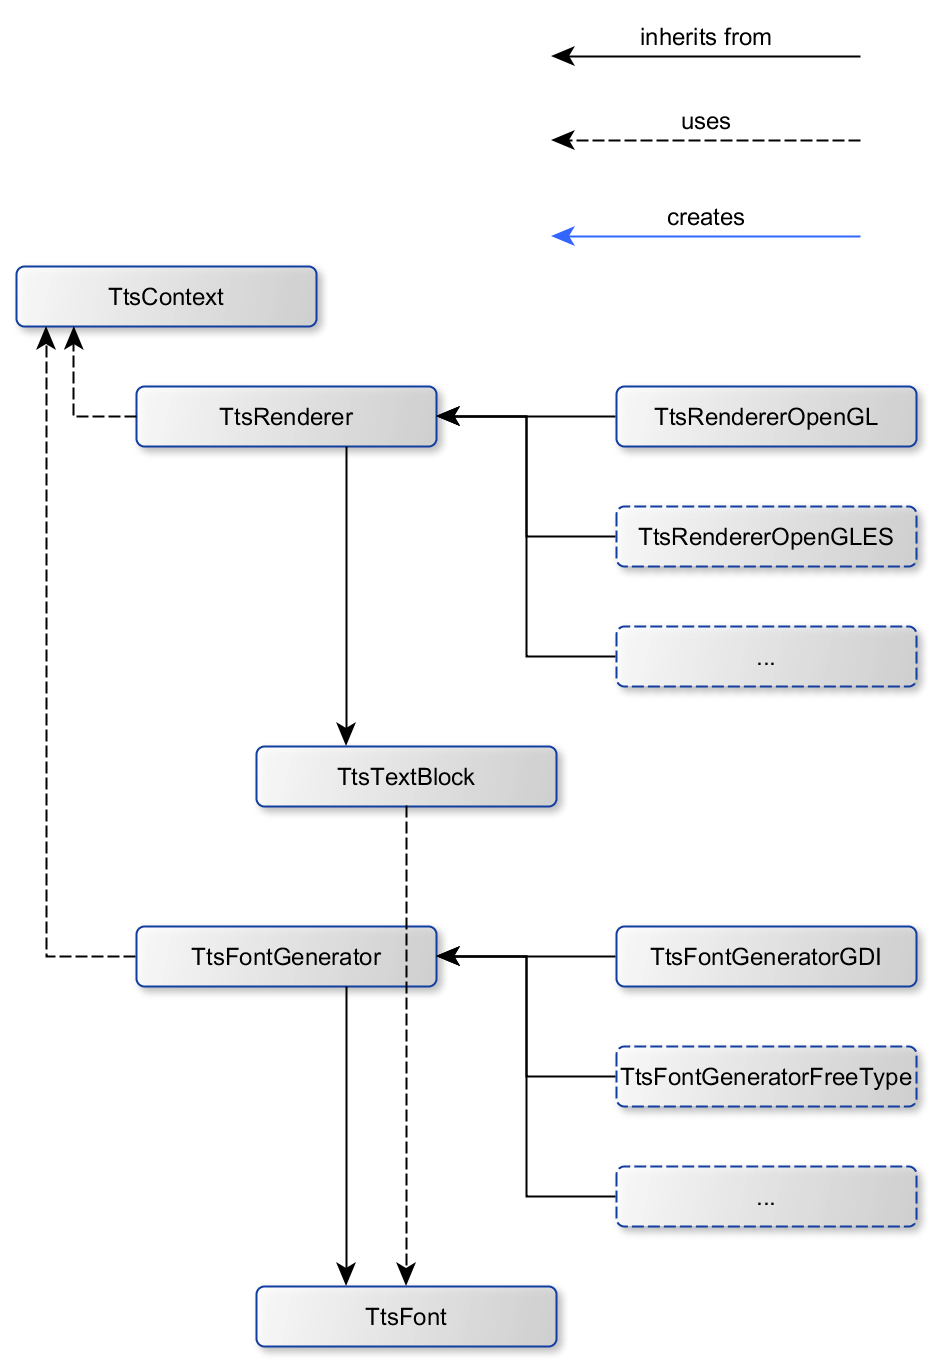 inherits from
uses
creates
TtsContext
TtsRenderer
TtsRendererOpenGL
TtsRendererOpenGLES
...
TtsTextBlock
TtsFontGenerator
TtsFontGeneratorGDI
TtsFontGeneratorFreeType
...
TtsFont